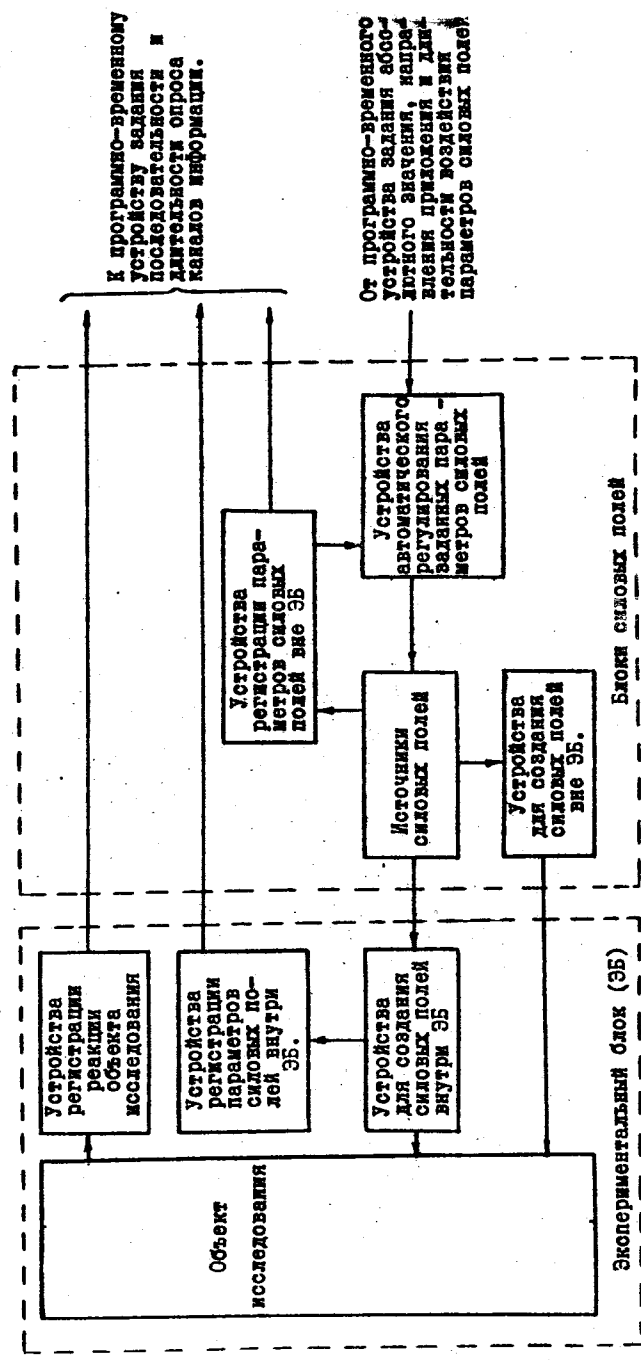 К программно-временному
устройству задания
последовательности и
длительности опроса
каналов информации.
От программно-временного
устройства задания абсо-
лютного значения, направ-
вления приложения и дли-
тельности воздействия
параметров силовых полей
Устройства
регистрации
реакции
объекта
исследования
Устройства
регистрации
параметров
силовых по-
лей внутри
ЭБ.
Устройства
для создания
силовых полей
внутри ЭБ
Объект
исследования
Экспериментальный блок (ЭБ)
Устройства
регистрации пара-
метров силовых
полей вне ЭБ
Устройства
автоматического
регулирования
заданных пара-
метров силовых
полей
Источники
силовых полей
Устройства
для создания
силовых полей
вне ЭБ.
Блоки силовых полей